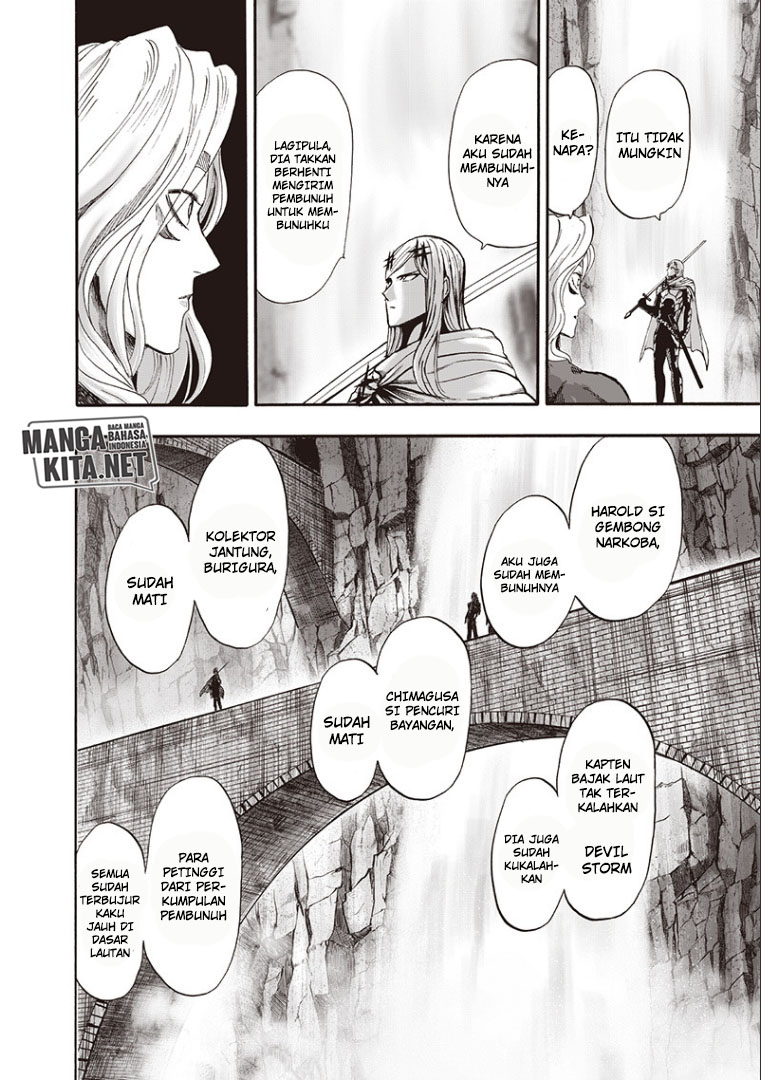 ITU TIDAK
MUNGKIN
KE-
NAPA?
KARENA
AKU SUDAH
MEMBUNUH-
NYA
LAGIPULA,
DIA TAKKAN
BERHENTI
MENGIRIM
PEMBUNUH
UNTUK MEM-
BUNUHKU
MANGA
KITA.NET
BACA MANGA
BAHASA
INDONESIA
HAROLD SI
GEMBONG
NARKOBA,
AKU JUGA
SUDAH MEM-
BUNUHNYA
KOLEKTOR
JANTUNG,
BURIGURA,
SUDAH
MATI
CHIMAGUSA
SI PENCURI
BAYANGAN,
SUDAH
MATI
KAPTEN
BAJAK LAUT
TAK TER-
KALAHKAN
DEVIL
STORM
DIA JUGA
SUDAH
KUKALAH-
KAN
PARA
PETINGGI
DARI PER-
KUMPULAN
PEMBUNUH
SEMUA
SUDAH
TERBUJUR
KAKU
JAUH DI
DASAR
LAUTAN